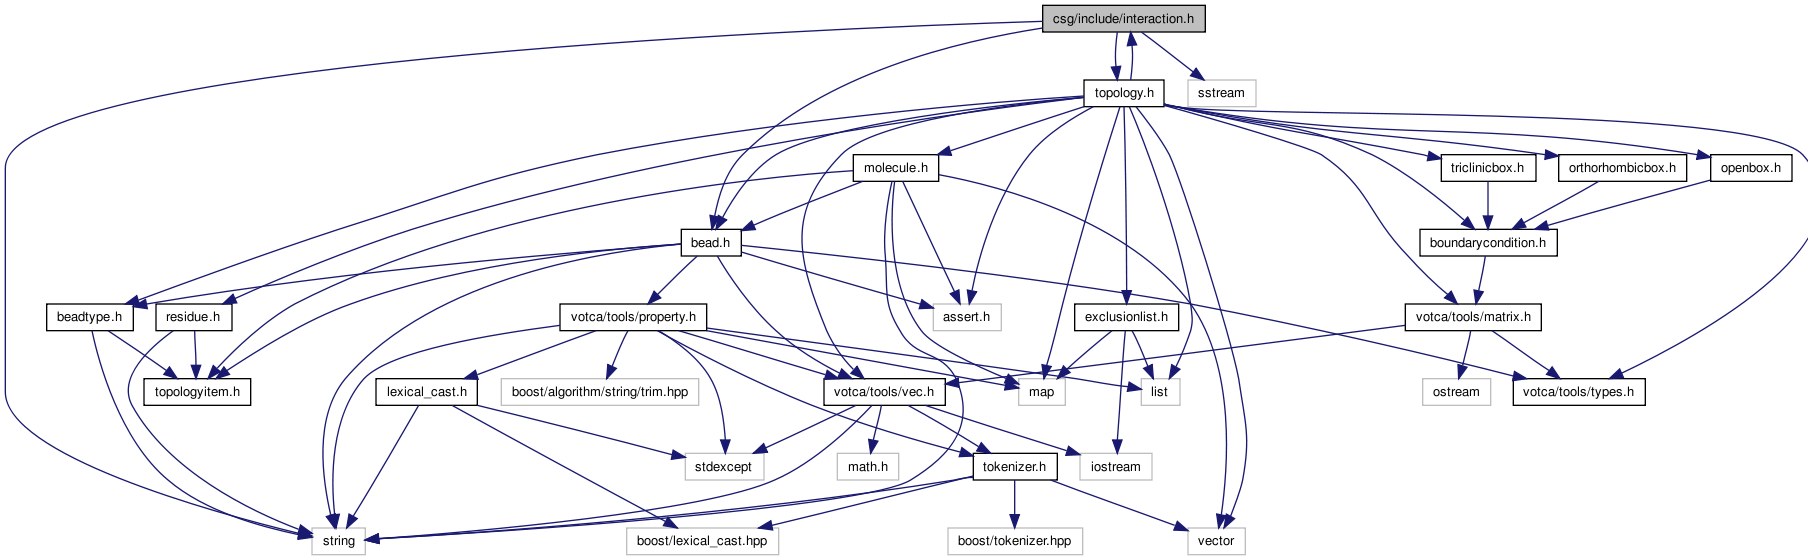 csg/include/interaction.h
topology.h
sstream
molecule.h
triclinicbox.h
orthorhombicbox.h
openbox.h
bead.h
boundarycondition.h
beadtype.h
residue.h
votca/tools/property.h
assert.h
exclusionlist.h
votca/tools/matrix.h
topologyitem.h
lexical_cast.h
boost/algorithm/string/trim.hpp
votca/tools/vec.h
map
list
ostream
votca/tools/types.h
stdexcept
math.h
tokenizer.h
iostream
string
boost/lexical_cast.hpp
boost/tokenizer.hpp
vector